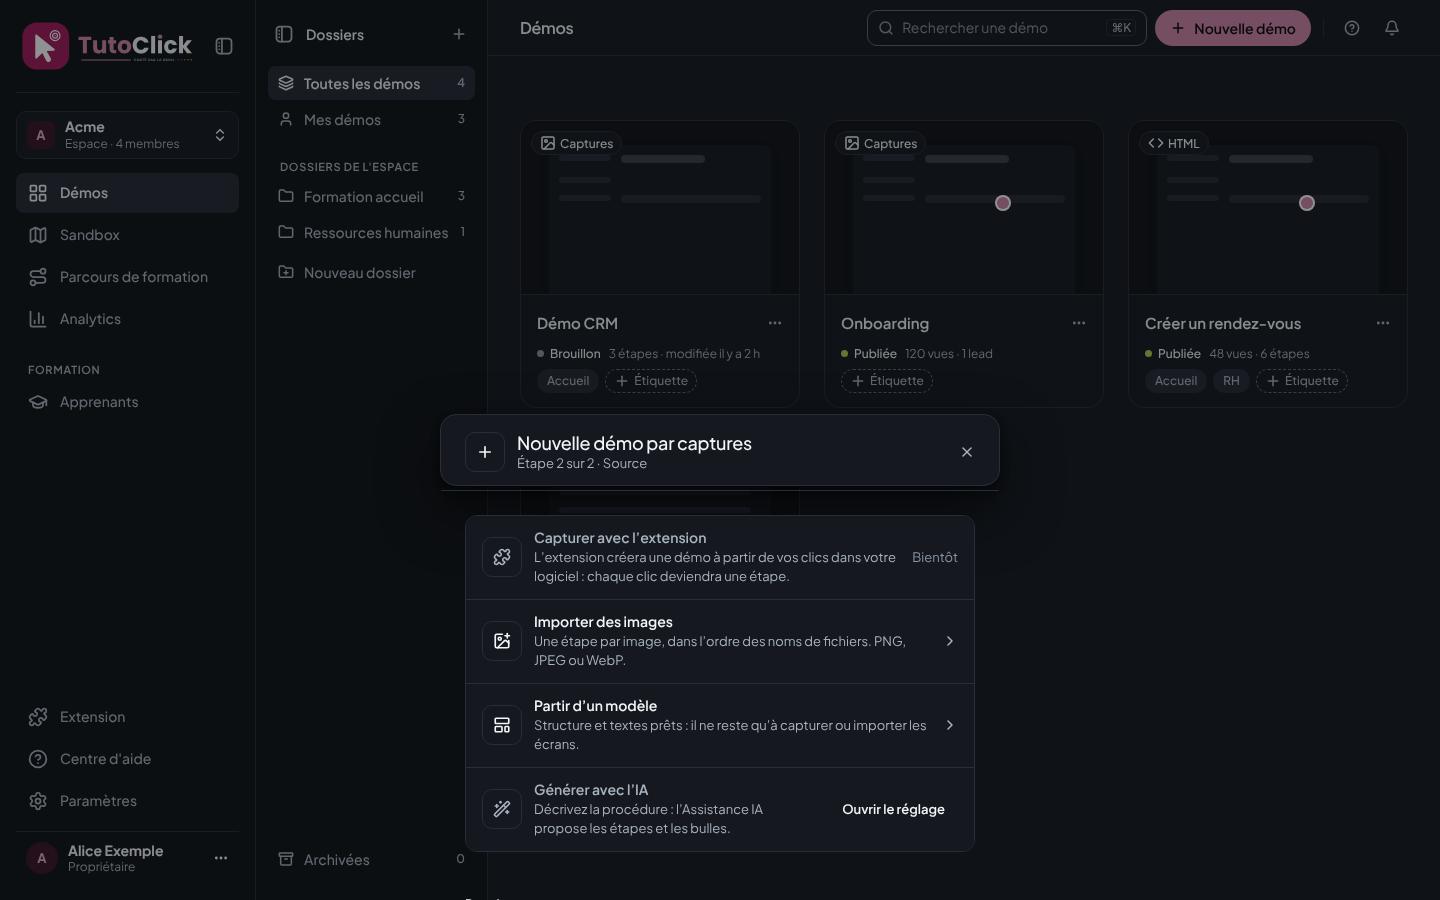 TutoClick
Acme
Espace · 4 membres
Démos
Sandbox
Parcours de formation
Analytics
FORMATION
Apprenants
Extension
Centre d'aide
Paramètres
Alice Exemple
Propriétaire
Dossiers
Toutes les démos 4
Mes démos 3
DOSSIERS DE L'ESPACE
Formation accueil 3
Ressources humaines 1
Nouveau dossier
Archivées 0
Démos
Rechercher une démo ⌘K
Nouvelle démo
Captures
Démo CRM
Brouillon 3 étapes · modifiée il y a 2 h
Accueil
Étiquette
Captures
Onboarding
Publiée 120 vues · 1 lead
Étiquette
HTML
Créer un rendez-vous
Publiée 48 vues · 6 étapes
Accueil
RH
Étiquette
Nouvelle démo par captures
Étape 2 sur 2 · Source
Capturer avec l’extension
L’extension créera une démo à partir de vos clics dans votre
logiciel : chaque clic deviendra une étape.
Bientôt
Importer des images
Une étape par image, dans l’ordre des noms de fichiers. PNG,
JPEG ou WebP.
Partir d’un modèle
Structure et textes prêts : il ne reste qu’à capturer ou importer les
écrans.
Générer avec l’IA
Décrivez la procédure : l’Assistance IA
propose les étapes et les bulles.
Ouvrir le réglage